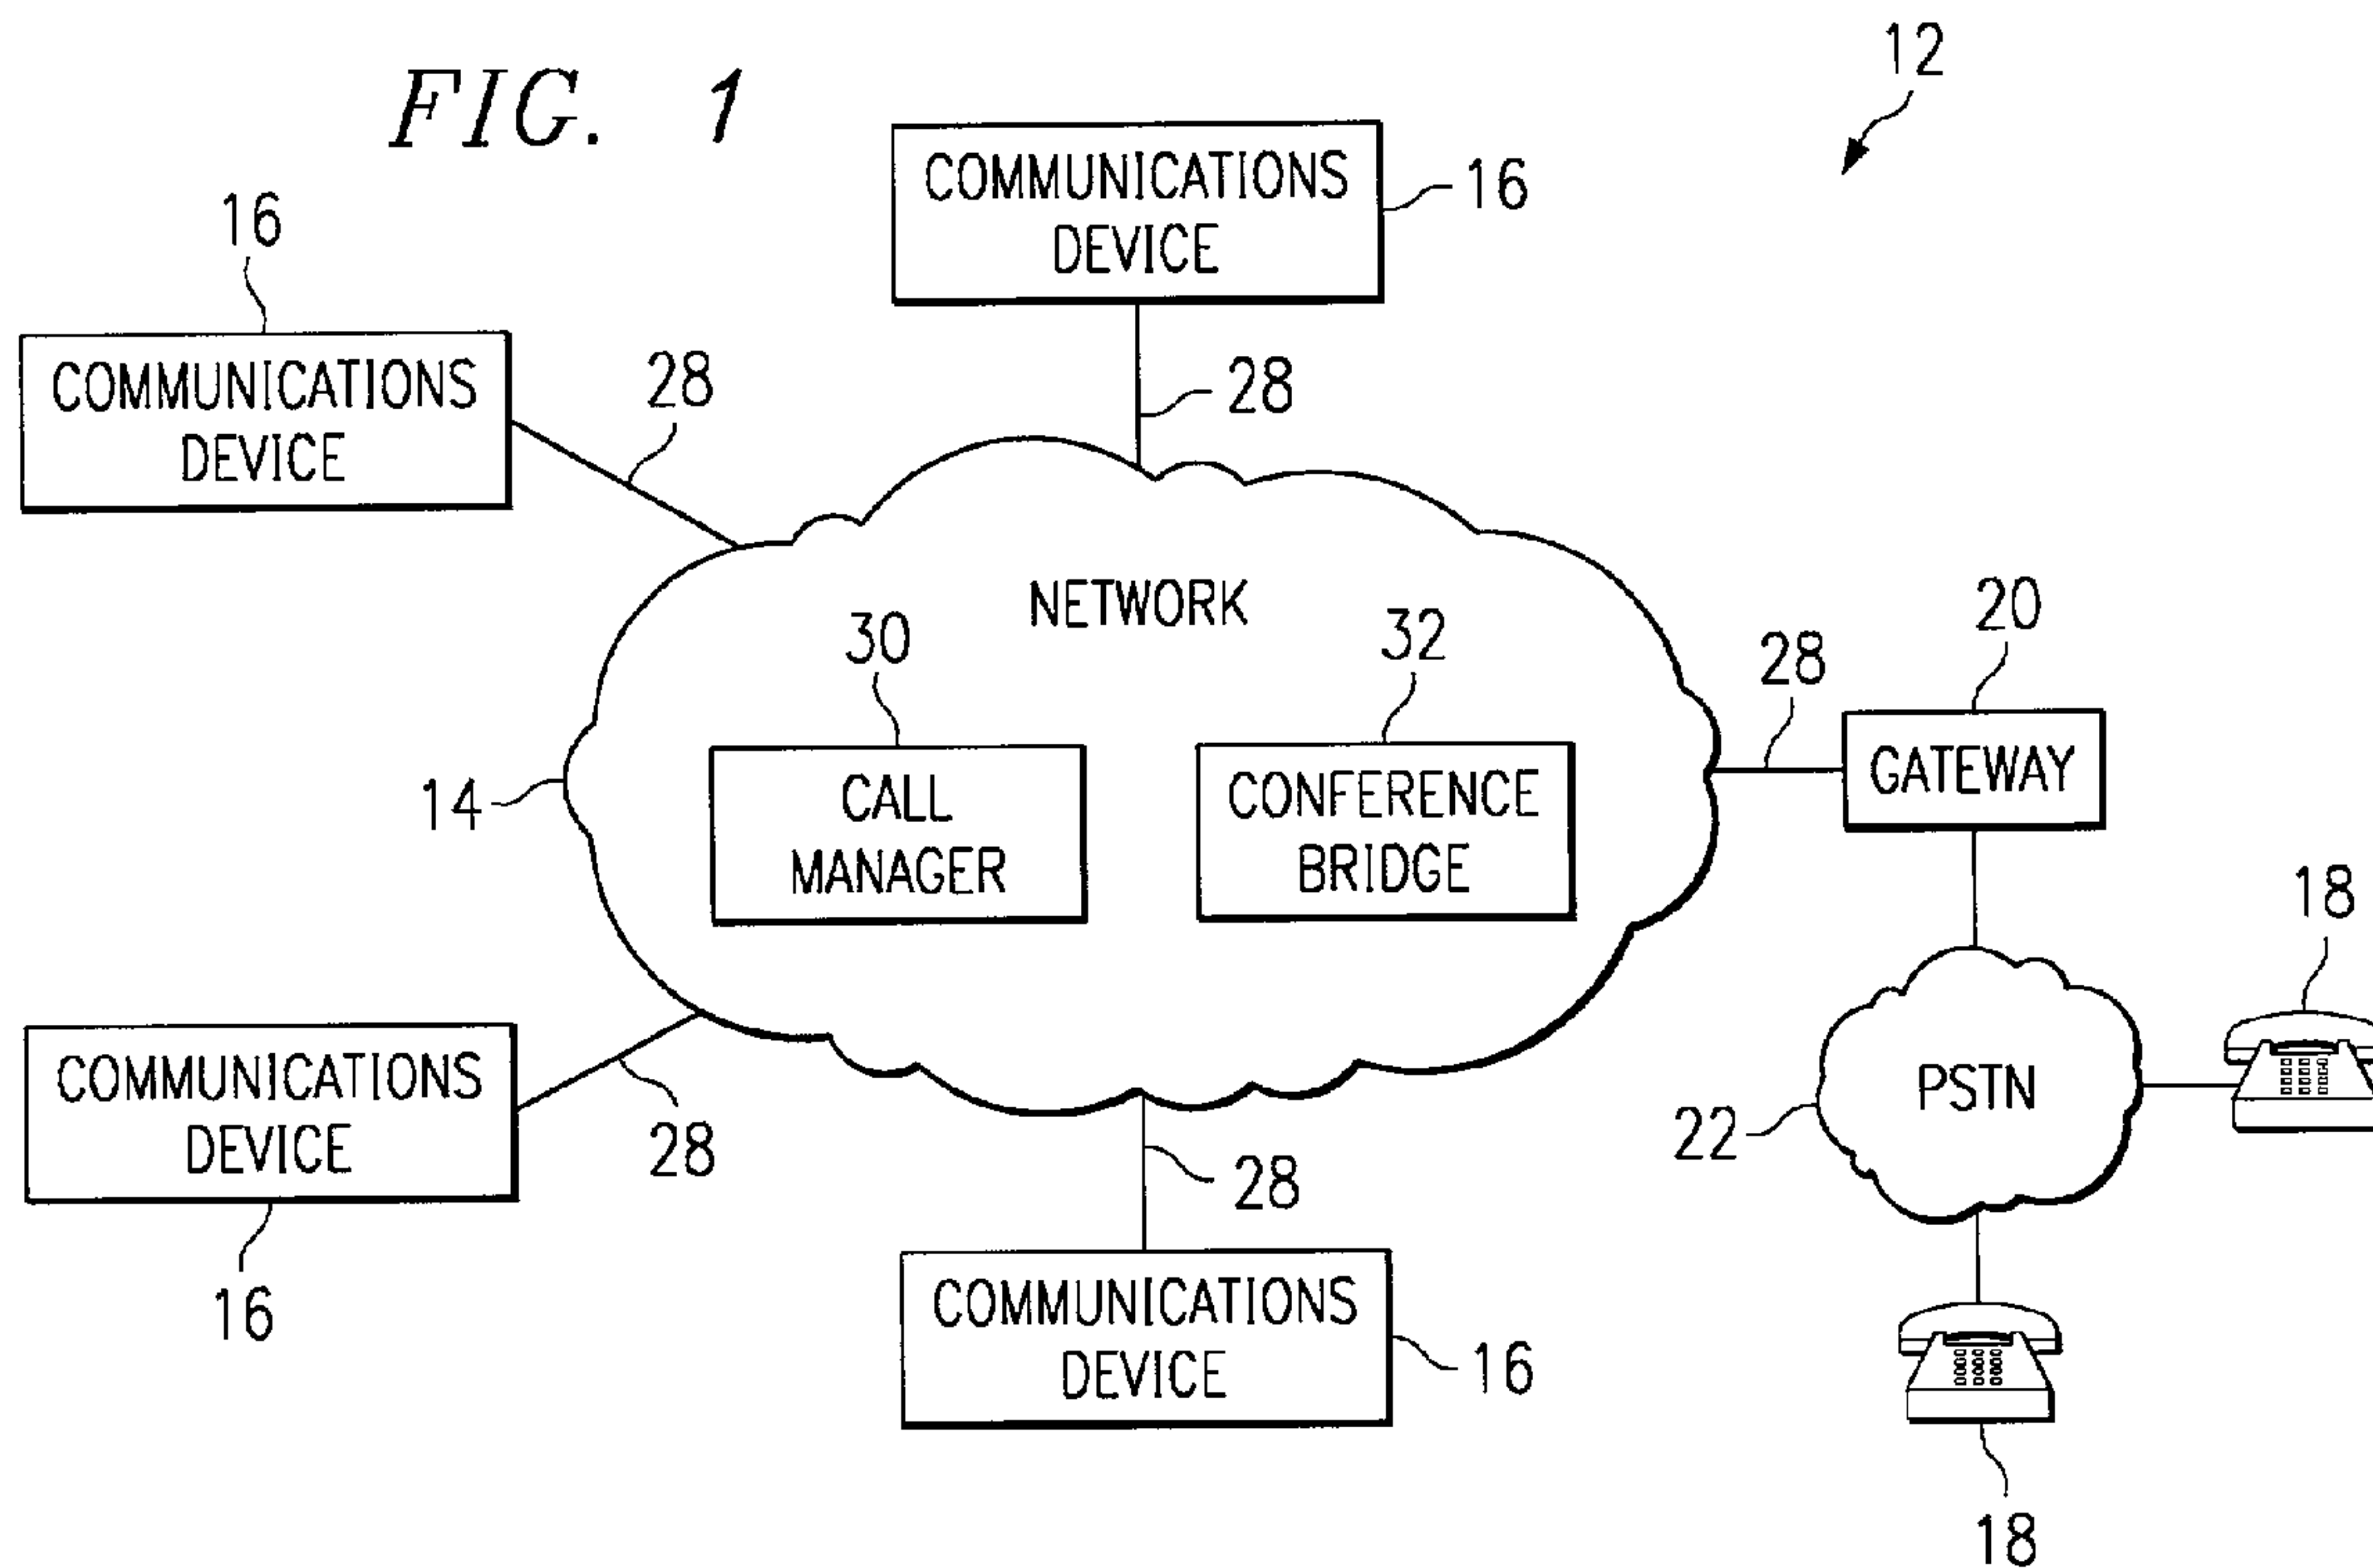 FIG. 1
12
COMMUNICATIONS
DEVICE
16
16
COMMUNICATIONS
DEVICE
28
28
NETWORK
30
32
CALL
MANAGER
CONFERENCE
BRIDGE
14
28
20
GATEWAY
18
PSTN
22
COMMUNICATIONS
DEVICE
16
28
28
COMMUNICATIONS
DEVICE
16
18